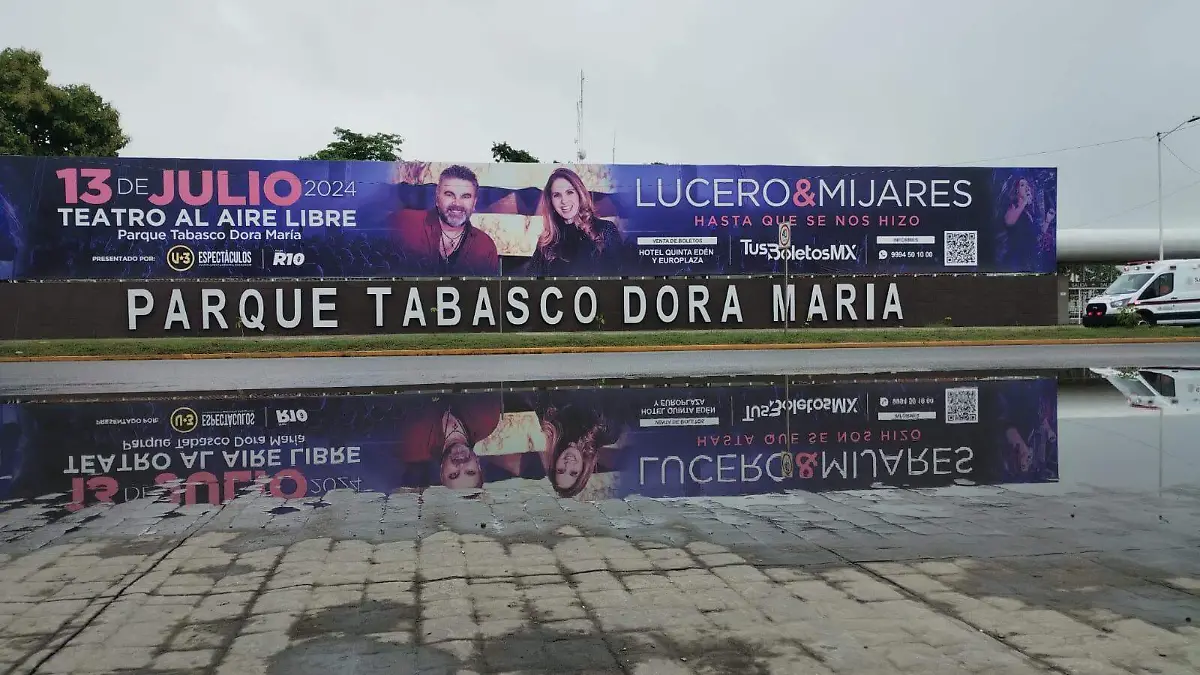 13 DE JULIO 2024
TEATRO AL AIRE LIBRE
Parque Tabasco Dora María
PRESENTADO POR:
U+3 ESPECTÁCULOS
R10
LUCERO&MIJARES
HASTA QUE SE NOS HIZO
VENTA DE BOLETOS
HOTEL QUINTA EDÉN
Y EUROPLAZA
TusBoletosMX
INFORMES
9994 50 10 00
PARQUE TABASCO DORA MARIA